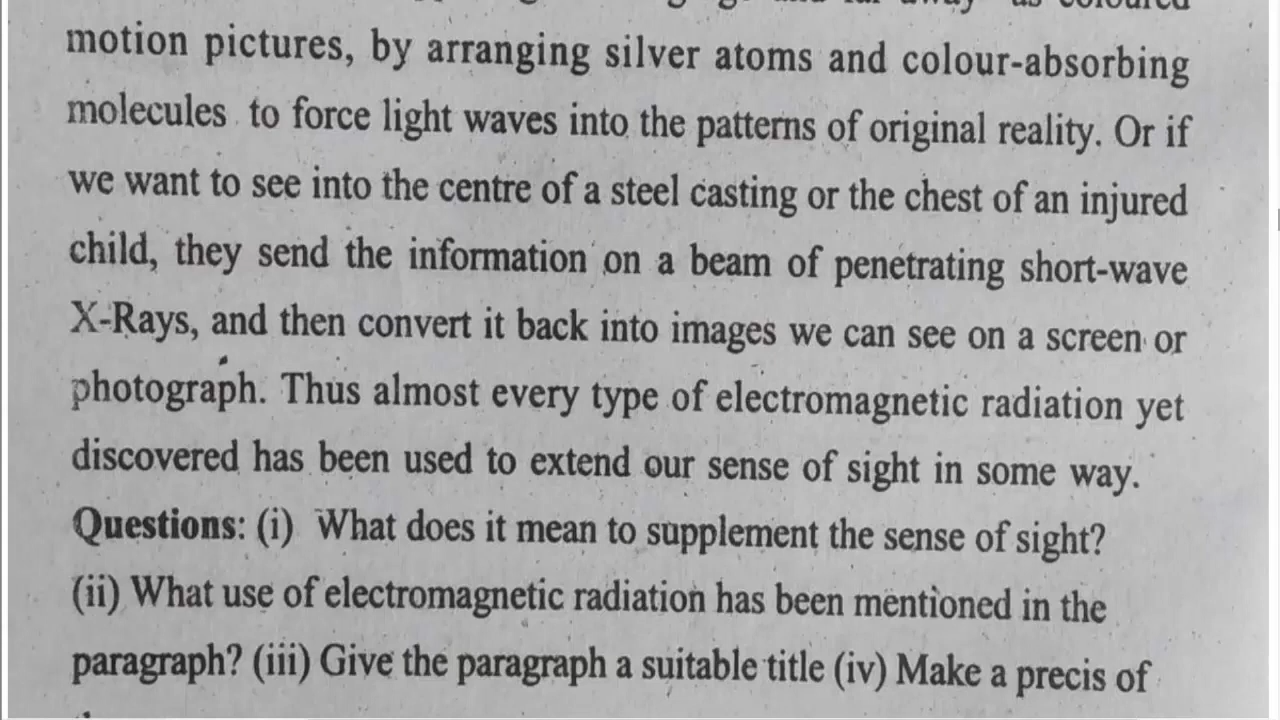 motion pictures, by arranging silver atoms and colour-absorbing
molecules to force light waves into the patterns of original reality. Or if
we want to see into the centre of a steel casting or the chest of an injured
child, they send the information on a beam of penetrating short-wave
X-Rays, and then convert it back into images we can see on a screen or
photograph. Thus almost every type of electromagnetic radiation yet
discovered has been used to extend our sense of sight in some way.
Questions: (i) What does it mean to supplement the sense of sight?
(ii) What use of electromagnetic radiation has been mentioned in the
paragraph? (iii) Give the paragraph a suitable title (iv) Make a precis of